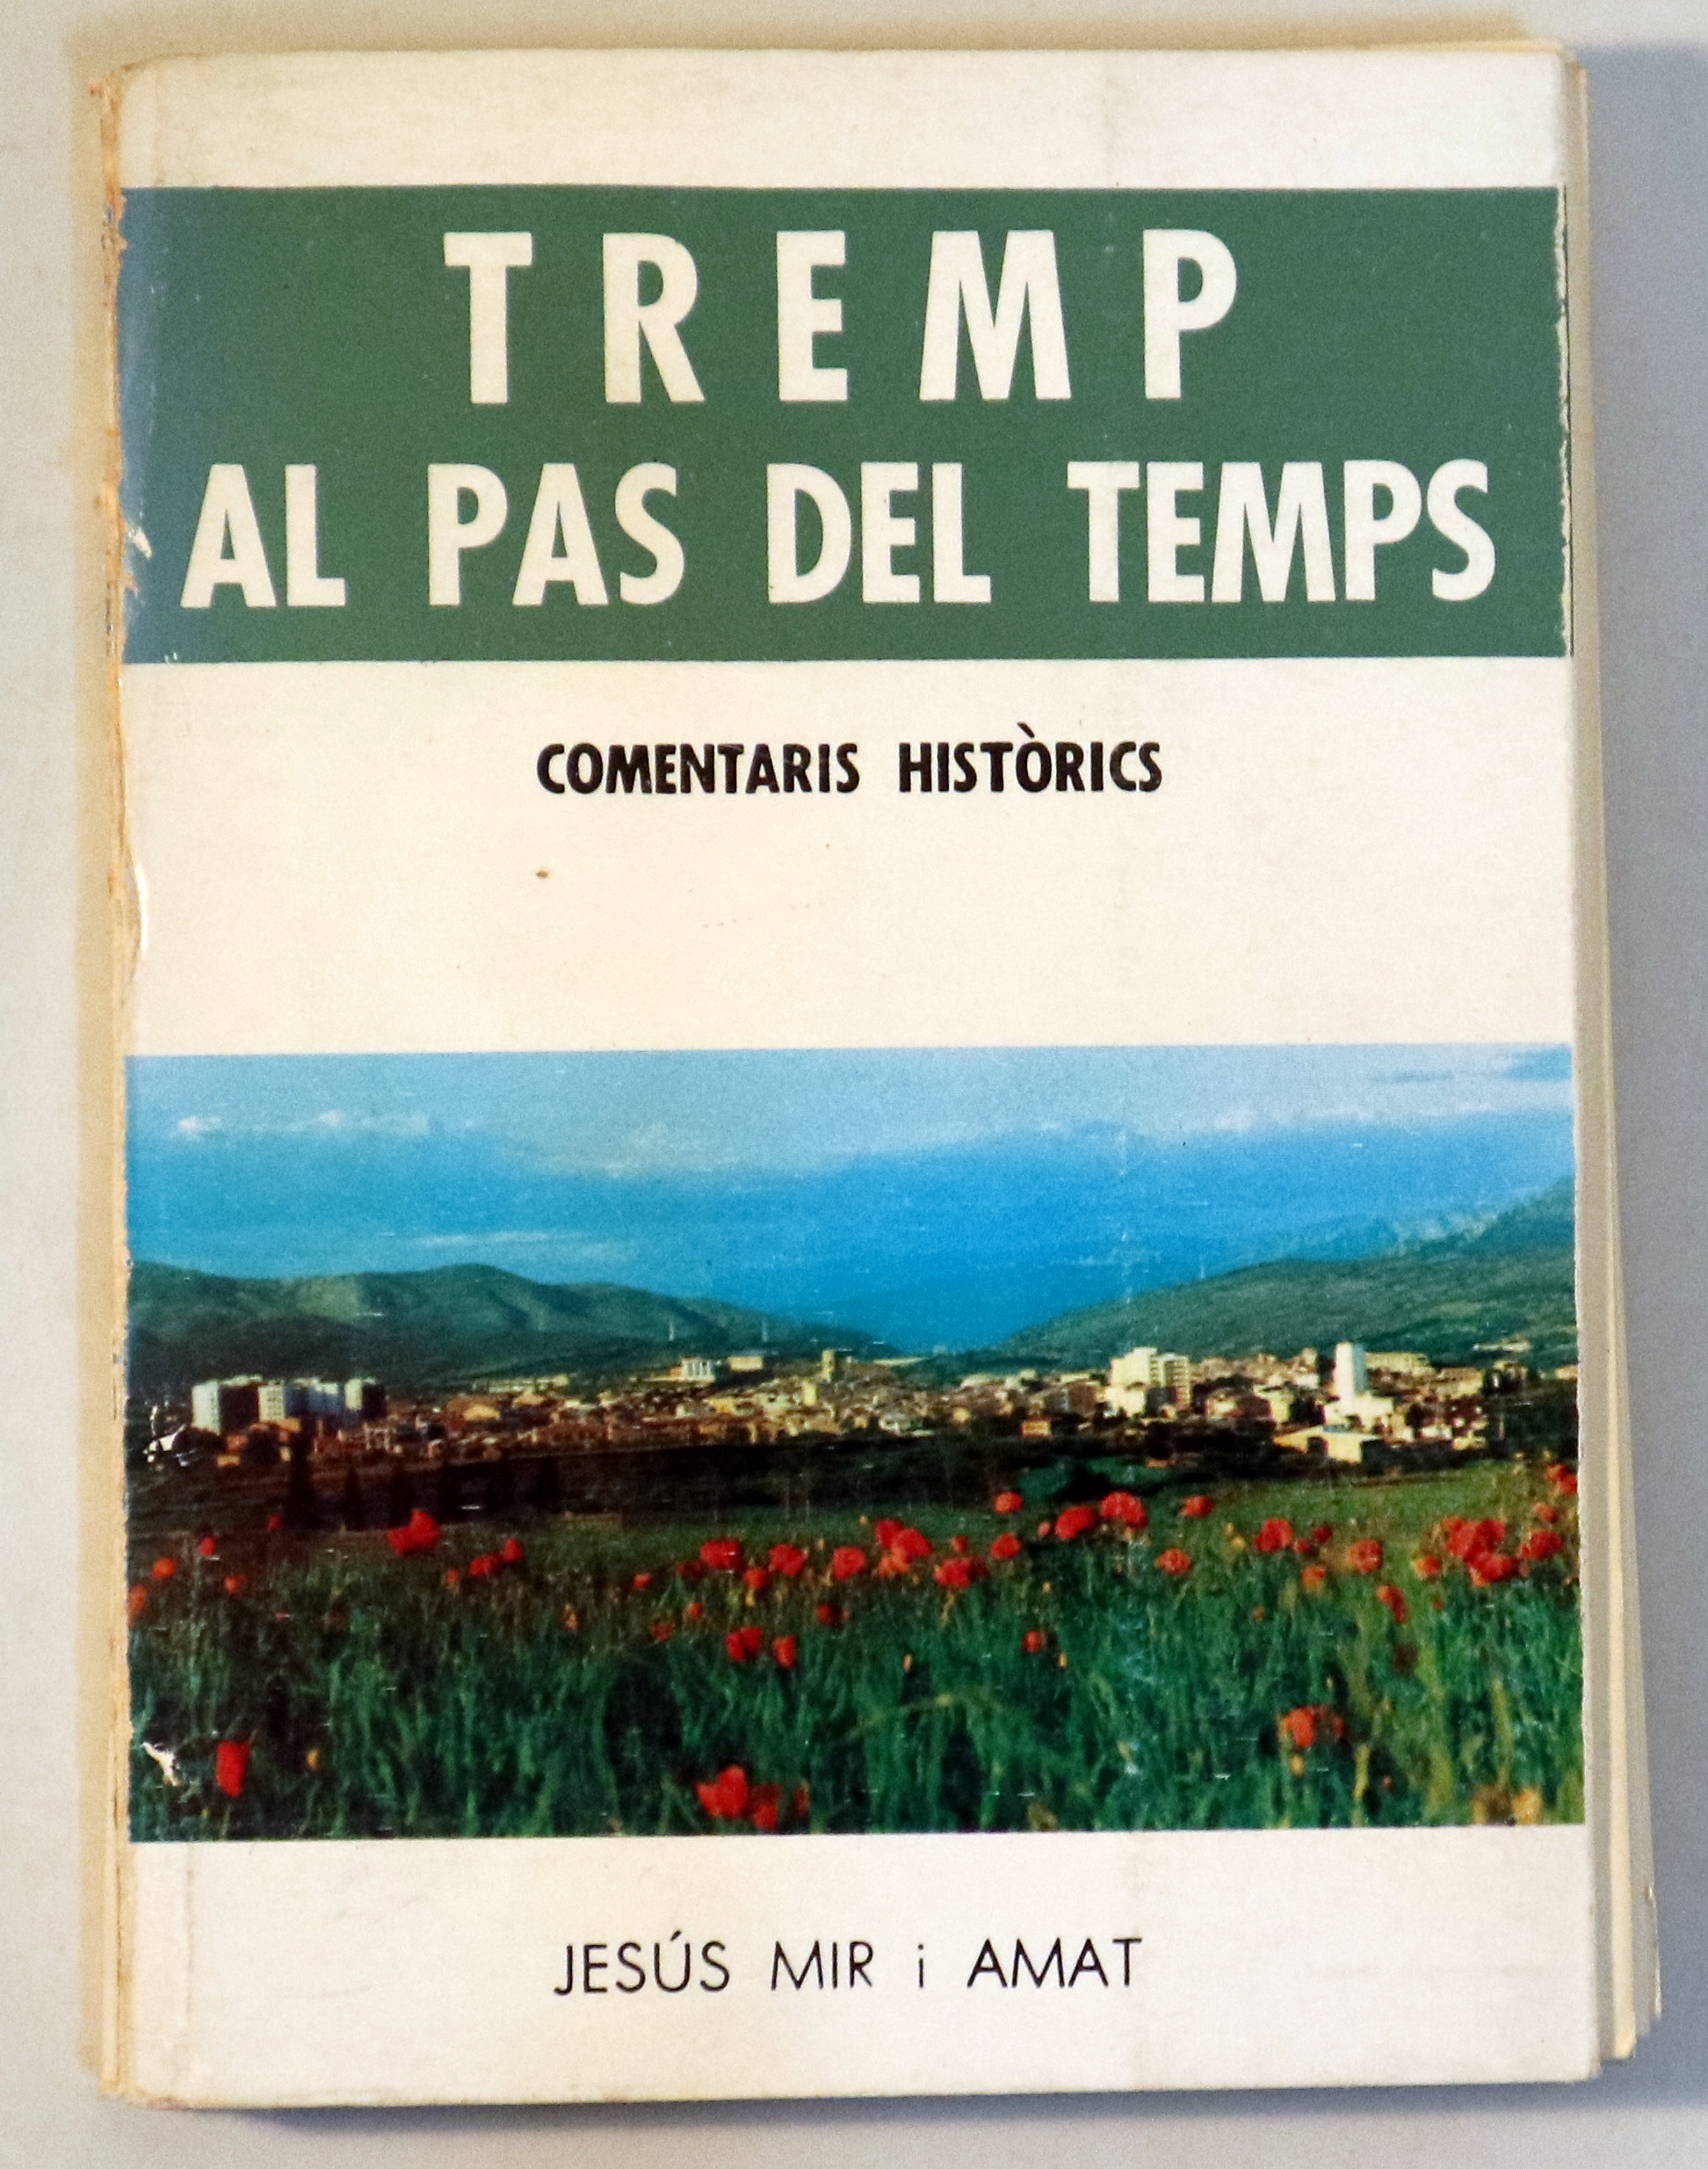 TREMP
AL PAS DEL TEMPS
COMENTARIS HISTÒRICS
JESÚS MIR i AMAT